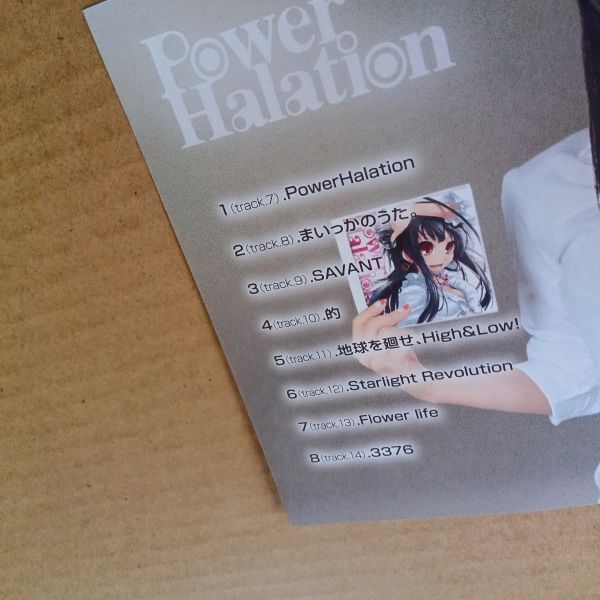 Power
Halation
1(track.7).PowerHalation
2(track.8).まいっかのうた。
3(track.9).SAVANT
4(track.10).的
5(track.11).地球を廻せ、High&Low!
6(track.12).Starlight Revolution
7(track.13).Flower life
8(track.14).3376